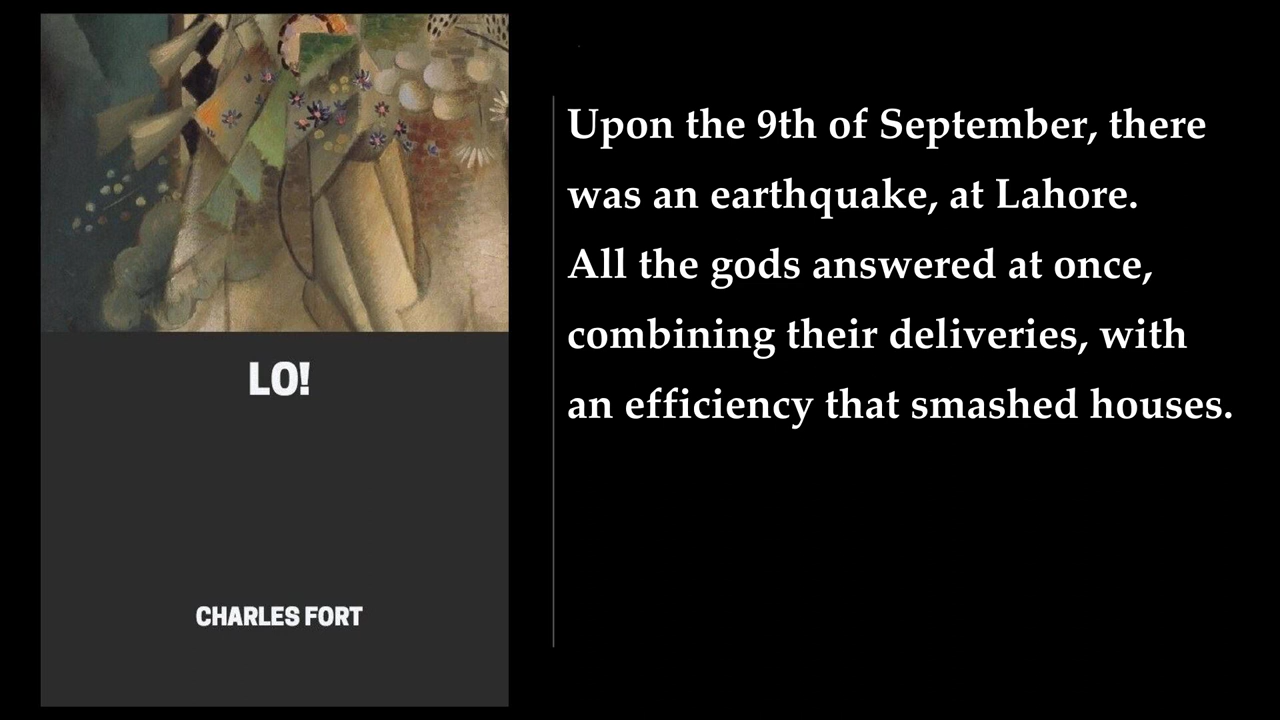 LO!
CHARLES FORT
Upon the 9th of September, there
was an earthquake, at Lahore.
All the gods answered at once,
combining their deliveries, with
an efficiency that smashed houses.